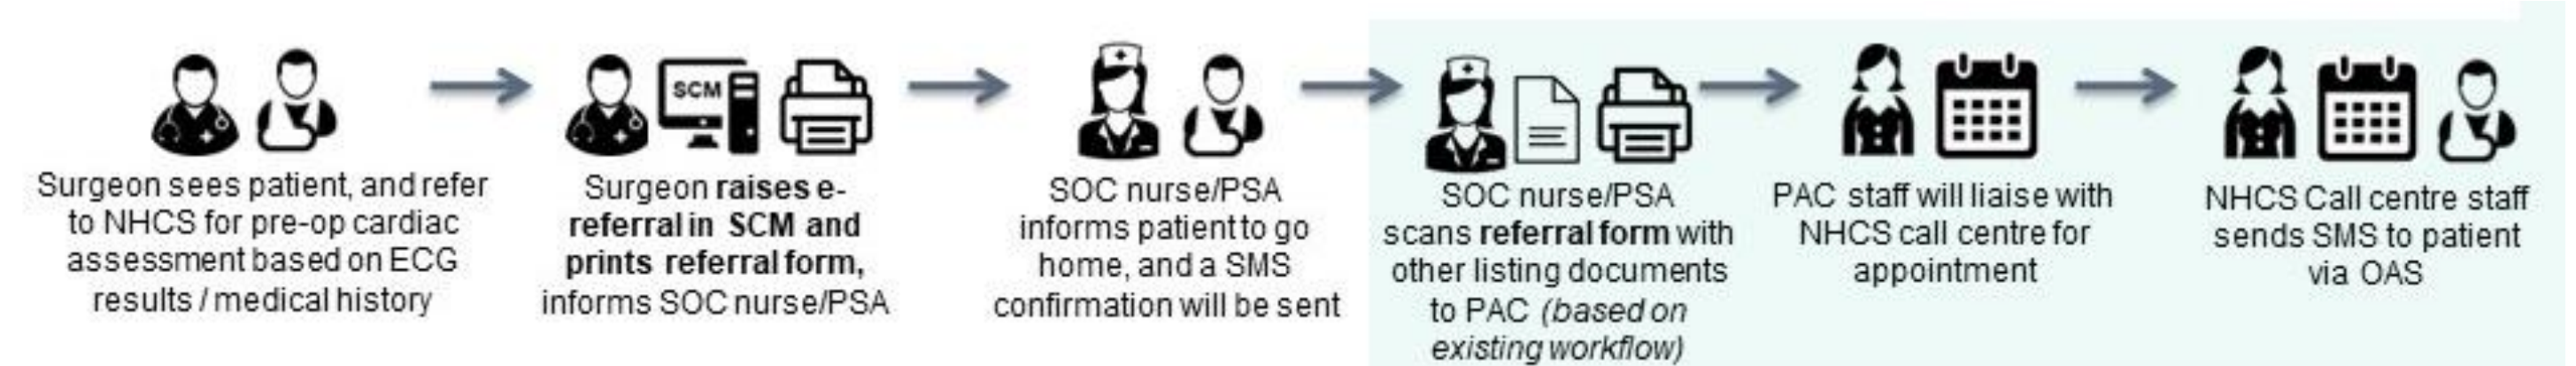 Surgeon sees patient, and refer
to NHCS for pre-op cardiac
assessment based on ECG
results / medical history
SCM
Surgeon raises e-
referral in SCM and
prints referral form,
informs SOC nurse/PSA
SOC nurse/PSA
informs patient to go
home, and a SMS
confirmation will be sent
SOC nurse/PSA
scans referral form with
other listing documents
to PAC (based on
existing workflow)
PAC staff will liaise with
NHCS call centre for
appointment
NHCS Call centre staff
sends SMS to patient
via OAS